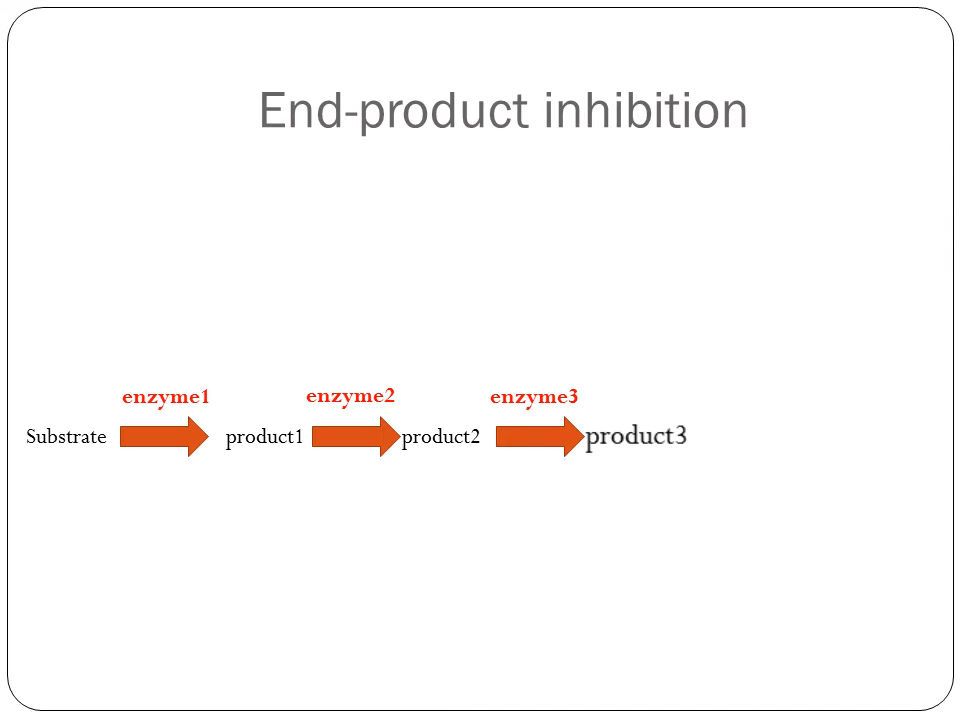 End-product inhibition
enzyme1 enzyme2 enzyme3
Substrate product1 product2 product3